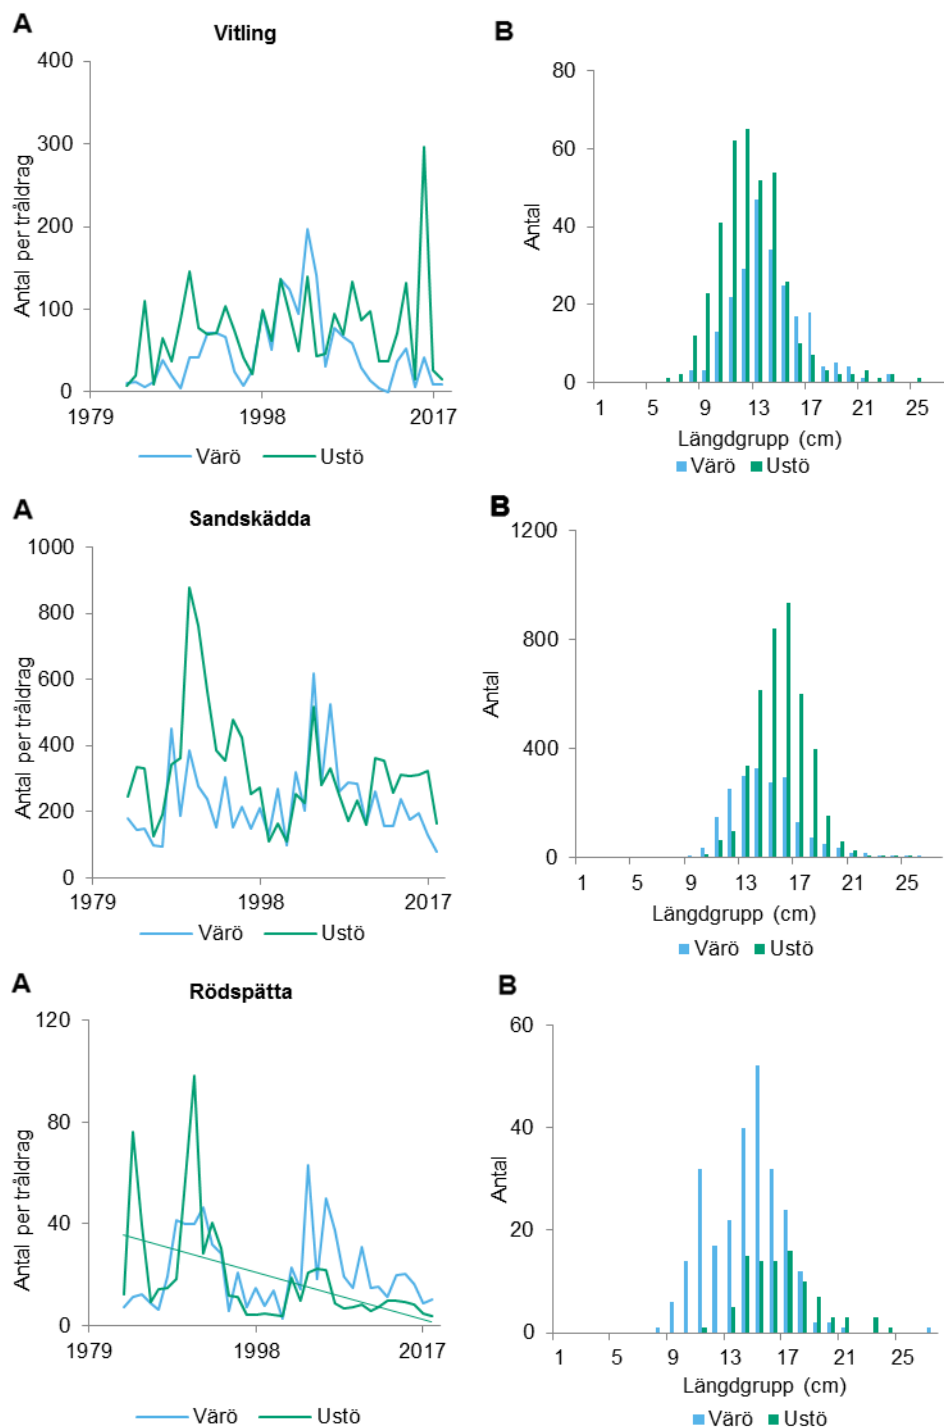 A
Vitling
400
300
200
100
0
Antal per tråldrag
1979
1998
2017
Värö
Ustö
B
80
60
40
20
0
Antal
1
5
9
13
17
21
25
Längdgrupp (cm)
Värö
Ustö
A
Sandskädda
1000
800
600
400
200
0
Antal per tråldrag
1979
1998
2017
Värö
Ustö
B
1200
800
400
0
Antal
1
5
9
13
17
21
25
Längdgrupp (cm)
Värö
Ustö
A
Rödspätta
120
80
40
0
Antal per tråldrag
1979
1998
2017
Värö
Ustö
B
60
40
20
0
Antal
1
5
9
13
17
21
25
Längdgrupp (cm)
Värö
Ustö